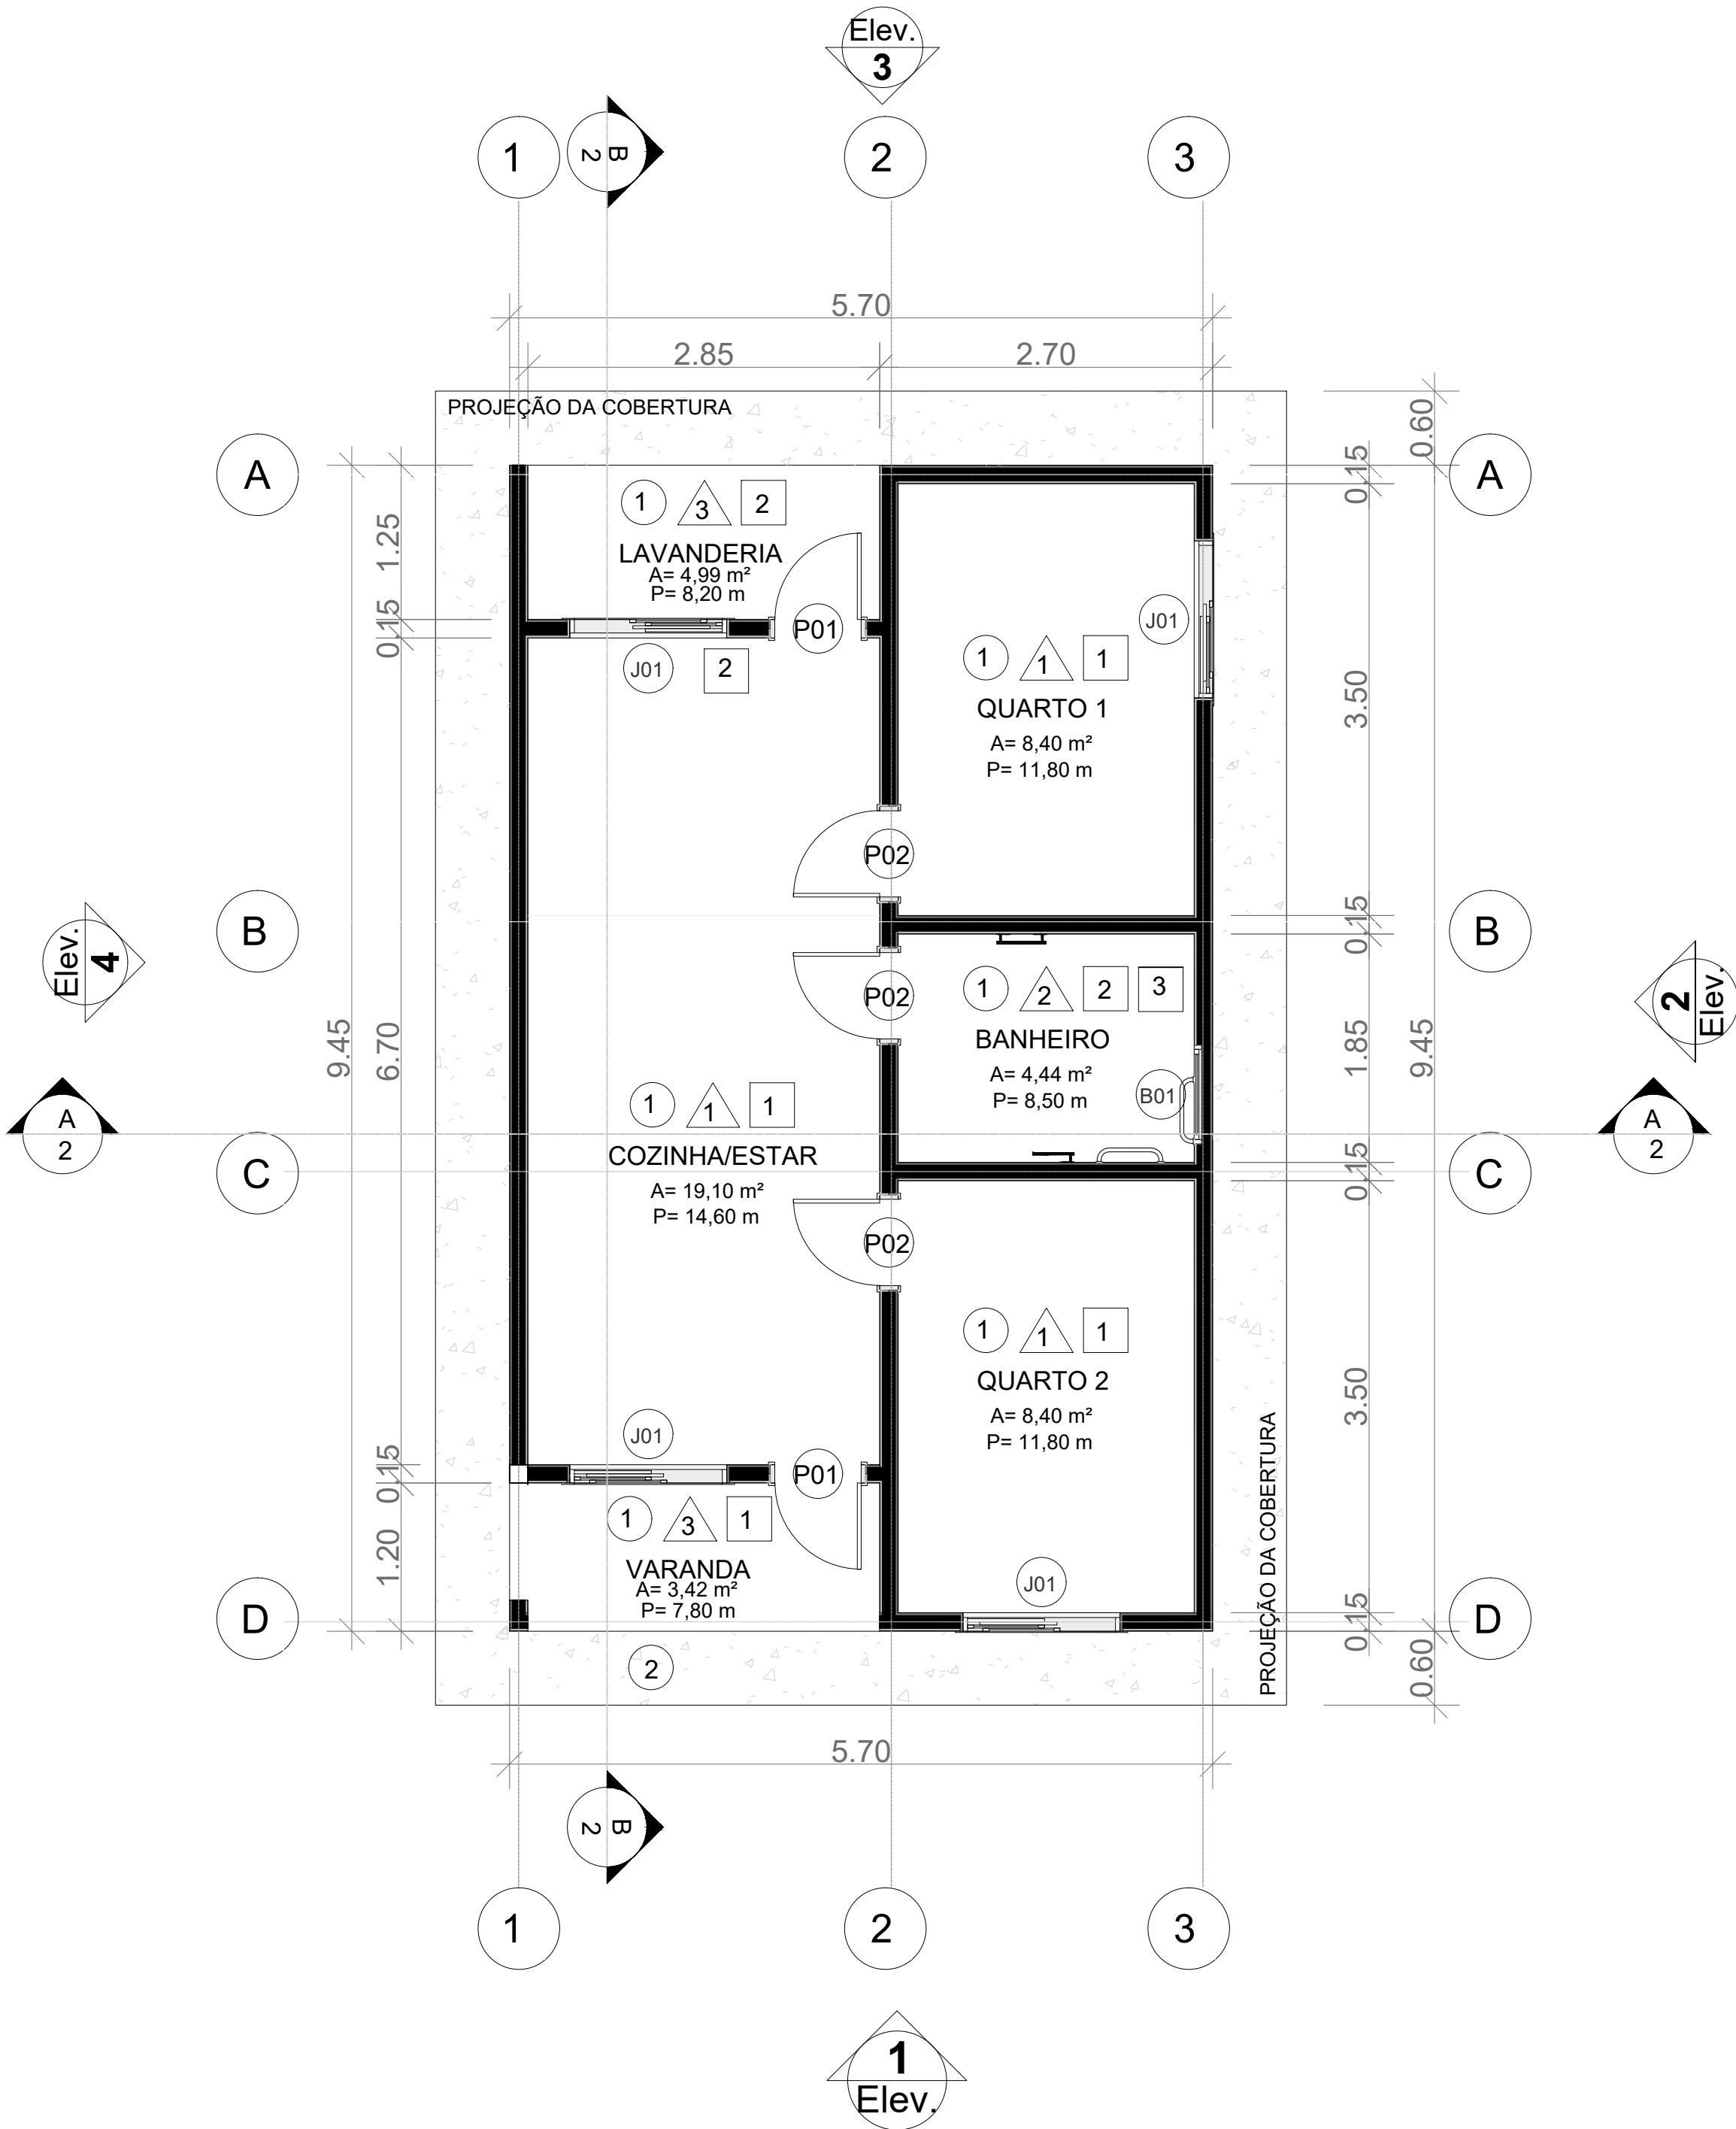 Elev.
3
1
B
2
2
3
5.70
2.85
2.70
PROJEÇÃO DA COBERTURA
0.60
A
A
0.15
1
3
2
LAVANDERIA
A= 4,99 m²
P= 8,20 m
1.25
0.15
P01
J01
2
J01
1
1
1
QUARTO 1
A= 8,40 m²
P= 11,80 m
3.50
P02
B
B
0.15
Elev.
4
2
Elev.
P02
1
2
2
3
BANHEIRO
A= 4,44 m²
P= 8,50 m
B01
9.45
6.70
1.85
9.45
A
2
A
2
1
1
1
COZINHA/ESTAR
A= 19,10 m²
P= 14,60 m
C
C
0.15
P02
1
1
1
QUARTO 2
A= 8,40 m²
P= 11,80 m
3.50
J01
P01
0.15
1
3
1
VARANDA
A= 3,42 m²
P= 7,80 m
1.20
J01
PROJEÇÃO DA COBERTURA
D
D
0.15
0.60
2
5.70
B
2
1
2
3
1
Elev.